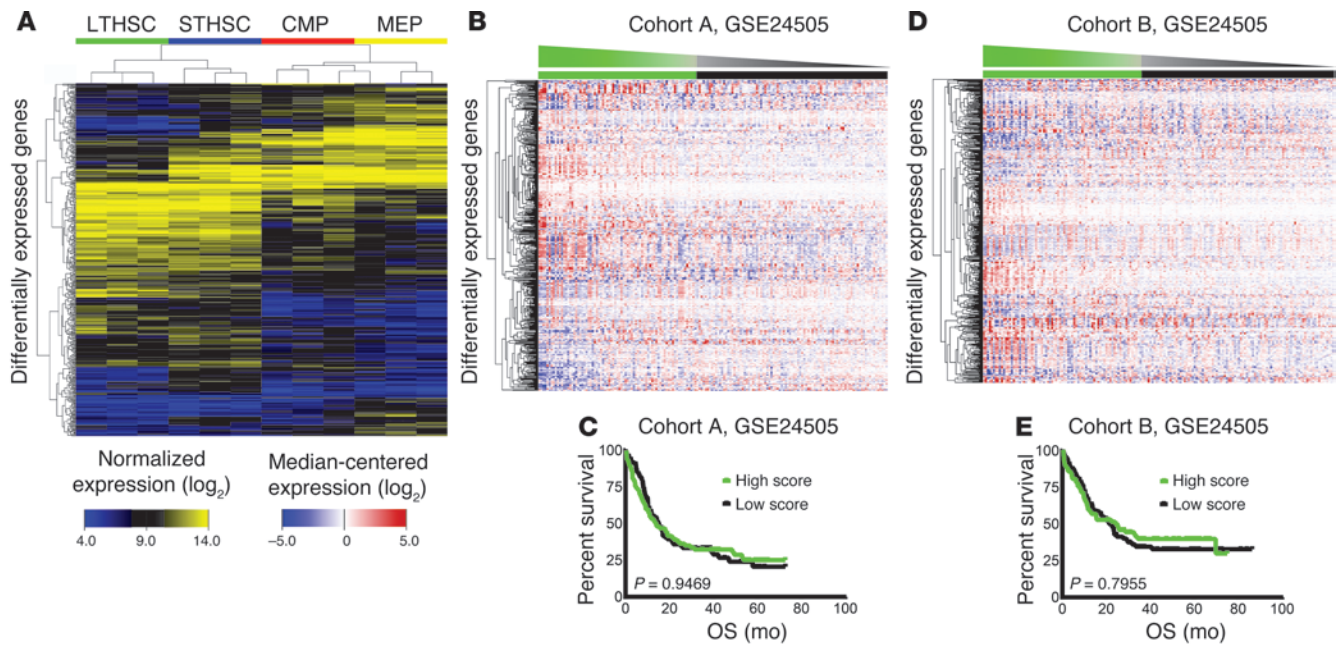 A
LTHSC STHSC CMP MEP
Differentially expressed genes
Normalized
expression (log2)
4.0 9.0 14.0
Median-centered
expression (log2)
–5.0 0 5.0
B
Cohort A, GSE24505
Differentially expressed genes
C
Cohort A, GSE24505
Percent survival
100
75
50
25
0
High score
Low score
P = 0.9469
0 20 40 60 80 100
OS (mo)
D
Cohort B, GSE24505
Differentially expressed genes
E
Cohort B, GSE24505
Percent survival
100
75
50
25
0
High score
Low score
P = 0.7955
0 20 40 60 80 100
OS (mo)